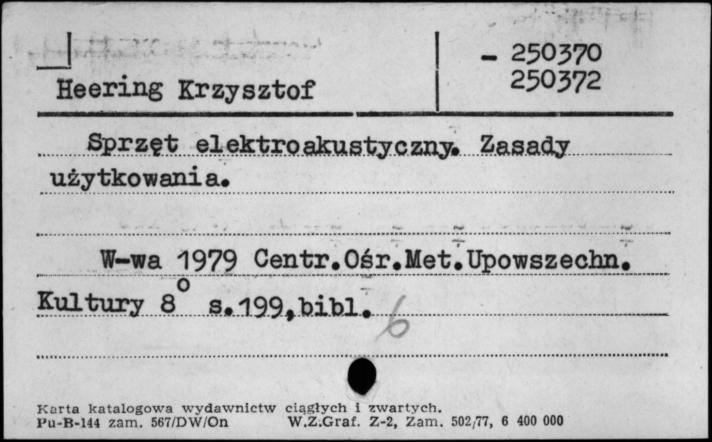 - 250370
Heering Krzysztof 250372
Sprzęt elektroakustyczny. Zasady
użytkowania.
W-wa 1979 Centr.Ośr.Met.Upowszechn.
Kultury 8° s.199,bibl. 6
Karta katalogowa wydawnictw ciągłych i zwartych.
Pu-B-144 zam. 567/DW/On W.Z.Graf. Z-2, Zam. 502/77, 6 400 000